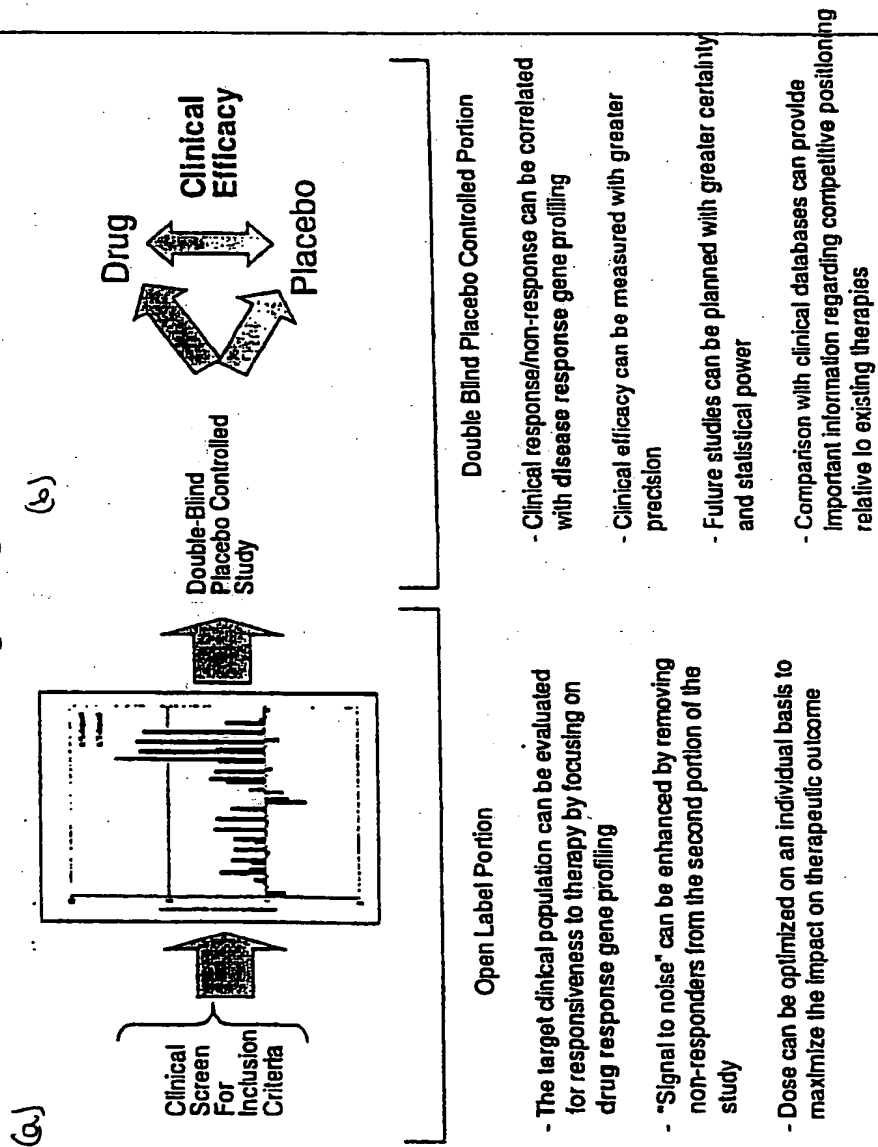 (a)
Clinical
Screen
For
Inclusion
Criteria
(b)
Double-Blind
Placebo Controlled
Study
Drug
Clinical
Efficacy
Placebo
Open Label Portion
- The target clinical population can be evaluated
for responsiveness to therapy by focusing on
drug response gene profiling
- "Signal to noise" can be enhanced by removing
non-responders from the second portion of the
study
- Dose can be optimized on an individual basis to
maximize the impact on therapeutic outcome
Double Blind Placebo Controlled Portion
- Clinical response/non-response can be correlated
with disease response gene profiling
- Clinical efficacy can be measured with greater
precision
- Future studies can be planned with greater certainty
and statistical power
- Comparison with clinical databases can provide
important information regarding competitive positioning
relative to existing therapies